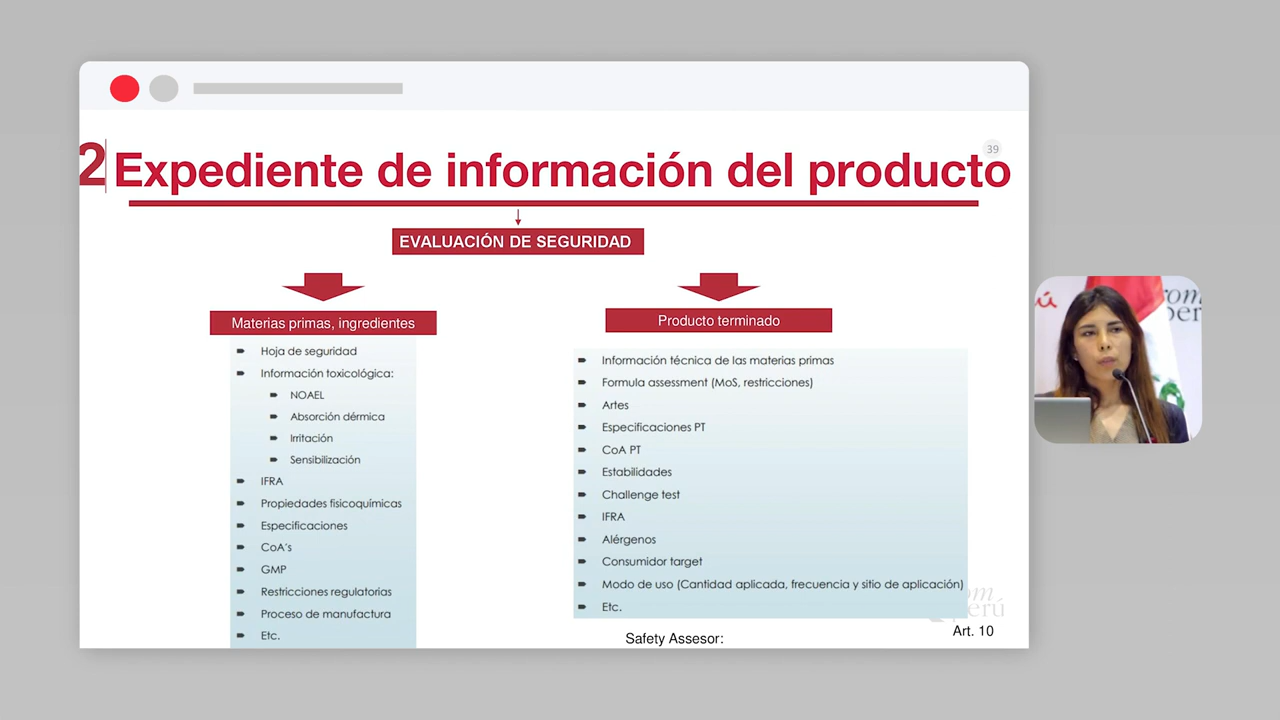 39
2 Expediente de información del producto
EVALUACIÓN DE SEGURIDAD
Materias primas, ingredientes
Hoja de seguridad
Información toxicológica:
NOAEL
Absorción dérmica
Irritación
Sensibilización
IFRA
Propiedades fisicoquímicas
Especificaciones
CoA´s
GMP
Restricciones regulatorias
Proceso de manufactura
Etc.
Producto terminado
Información técnica de las materias primas
Formula assessment (MoS, restricciones)
Artes
Especificaciones PT
CoA PT
Estabilidades
Challenge test
IFRA
Alérgenos
Consumidor target
Modo de uso (Cantidad aplicada, frecuencia y sitio de aplicación)
Etc.
Safety Assesor:
Art. 10